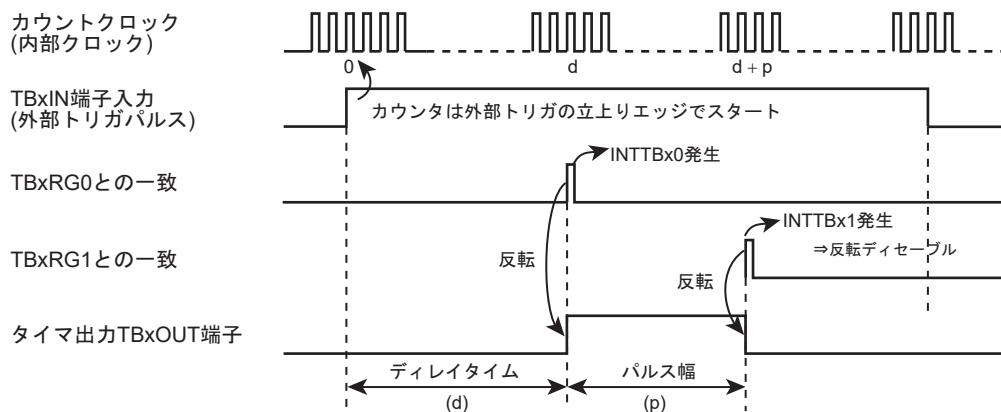 カウントクロック
(内部クロック)
0
d
d + p
TBxIN端子入力
(外部トリガパルス)
カウンタは外部トリガの立上りエッジでスタート
INTTBx0発生
TBxRG0との一致
INTTBx1発生
TBxRG1との一致
反転
⇒反転ディセーブル
反転
タイマ出力TBxOUT端子
ディレイタイム
パルス幅
(d)
(p)